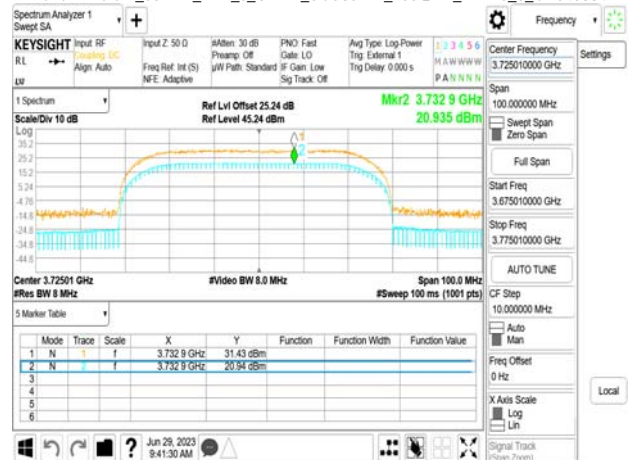 Spectrum Analyzer 1
Swept SA
Frequency
KEYSIGHT
RL
Input: RF
Coupling: DC
Align: Auto
Input Z: 50 Ω
Freq Ref: Int (S)
NFE: Adaptive
#Atten: 30 dB
Preamp: Off
µW Path: Standard
PNO: Fast
Gate: LO
IF Gain: Low
Sig Track: Off
Avg Type: Log-Power
Trig: External 1
Trig Delay: 0.000 s
1 2 3 4 5 6
M A W W W W
P A N N N N
1 Spectrum
Scale/Div 10 dB
Ref Lvl Offset 25.24 dB
Ref Level 45.24 dBm
Mkr2 3.732 9 GHz
20.935 dBm
Log
35.2
25.2
15.2
5.24
-4.76
-14.8
-24.8
-34.8
-44.8
1
2
Center 3.72501 GHz
#Video BW 8.0 MHz
Span 100.0 MHz
#Res BW 8 MHz
#Sweep 100 ms (1001 pts)
5 Marker Table
Mode Trace Scale X Y Function Function Width Function Value
1 N 1 f 3.732 9 GHz 31.43 dBm
2 N 2 f 3.732 9 GHz 20.94 dBm
3
4
5
6
Jun 29, 2023
9:41:30 AM
Center Frequency
3.725010000 GHz
Span
100.000000 MHz
Swept Span
Zero Span
Full Span
Start Freq
3.675010000 GHz
Stop Freq
3.775010000 GHz
AUTO TUNE
CF Step
10.000000 MHz
Auto
Man
Freq Offset
0 Hz
X Axis Scale
Log
Lin
Signal Track
(Span Zoom)
Settings
Local